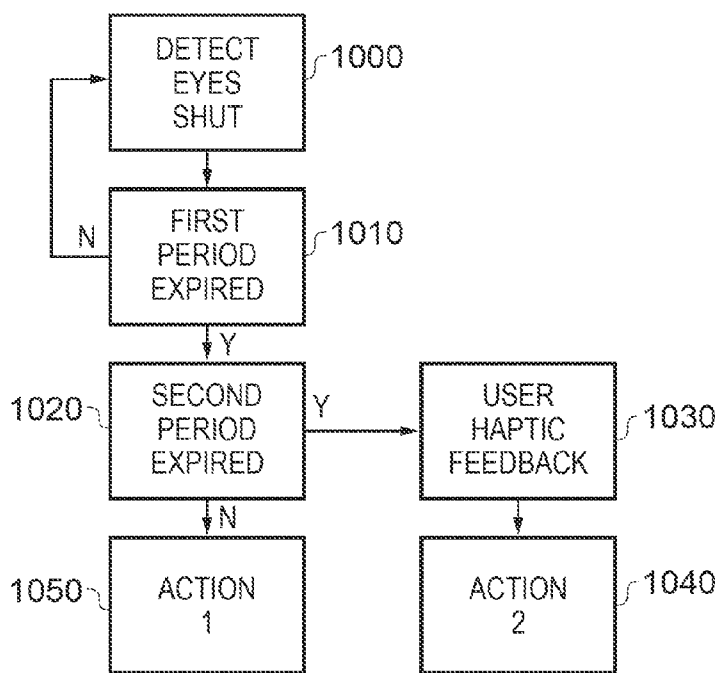 DETECT
EYES
SHUT
1000
N
FIRST
PERIOD
EXPIRED
1010
Y
1020
SECOND
PERIOD
EXPIRED
Y
USER
HAPTIC
FEEDBACK
1030
N
1050
ACTION
1
ACTION
2
1040